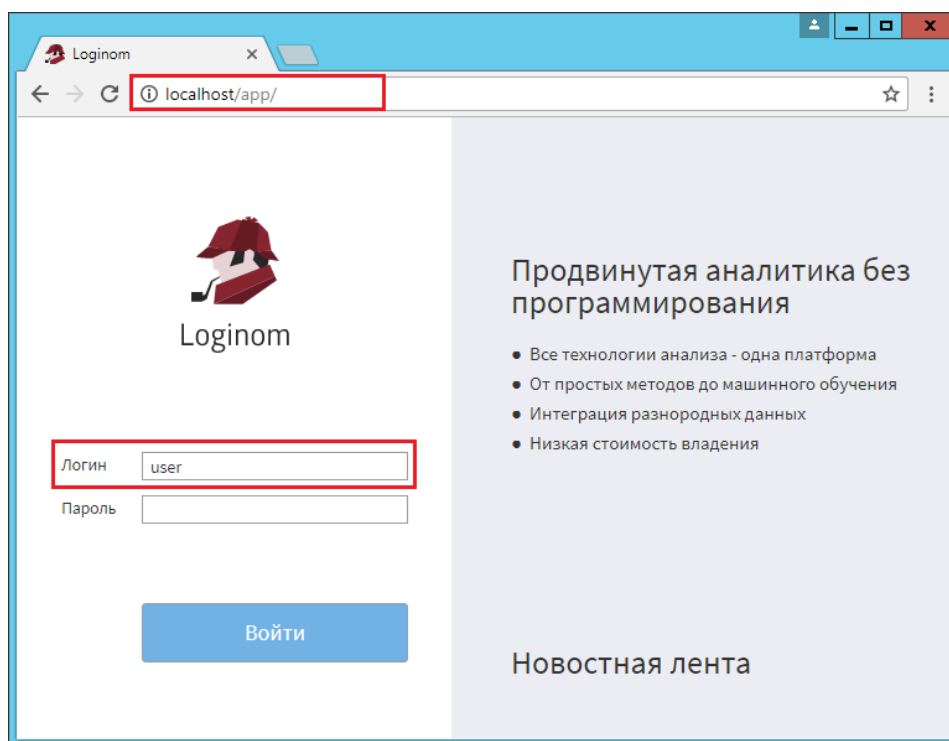 Loginom
localhost/app/
Loginom
Логин
user
Пароль
Войти
Продвинутая аналитика без
программирования
● Все технологии анализа - одна платформа
● От простых методов до машинного обучения
● Интеграция разнородных данных
● Низкая стоимость владения
Новостная лента